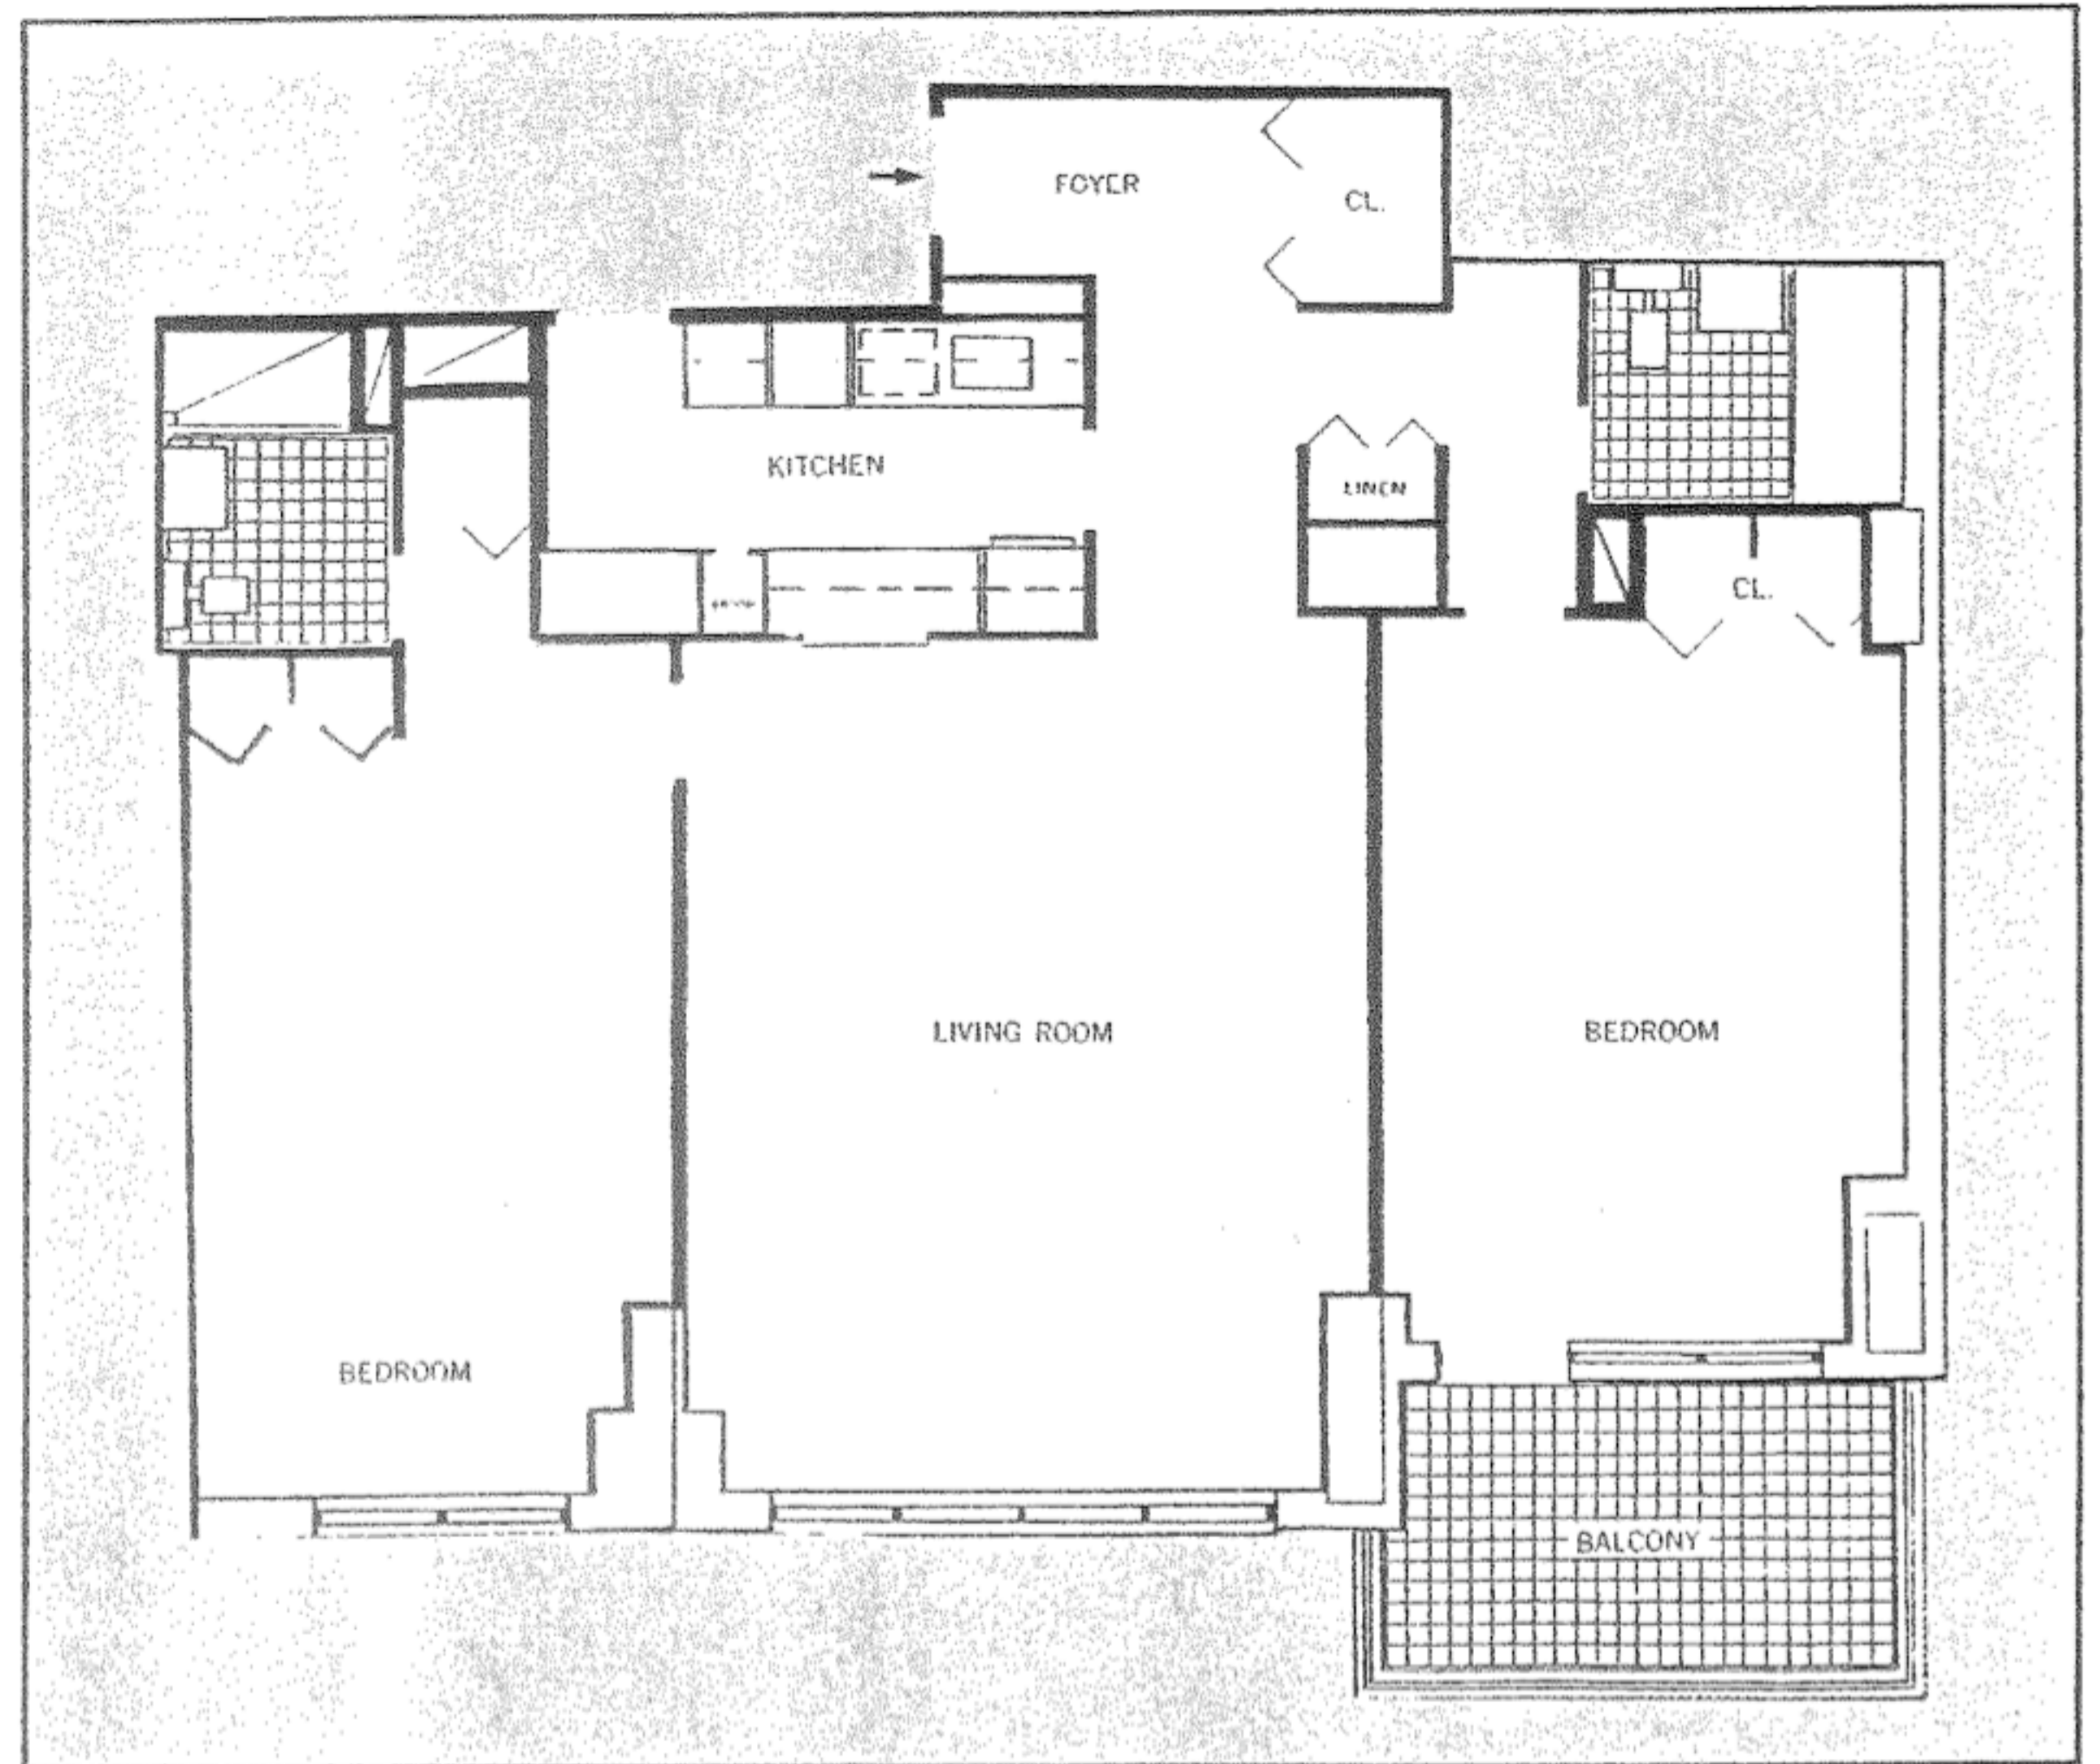 FOYER
CL.
KITCHEN
LINEN
CL.
LIVING ROOM
BEDROOM
BEDROOM
BALCONY